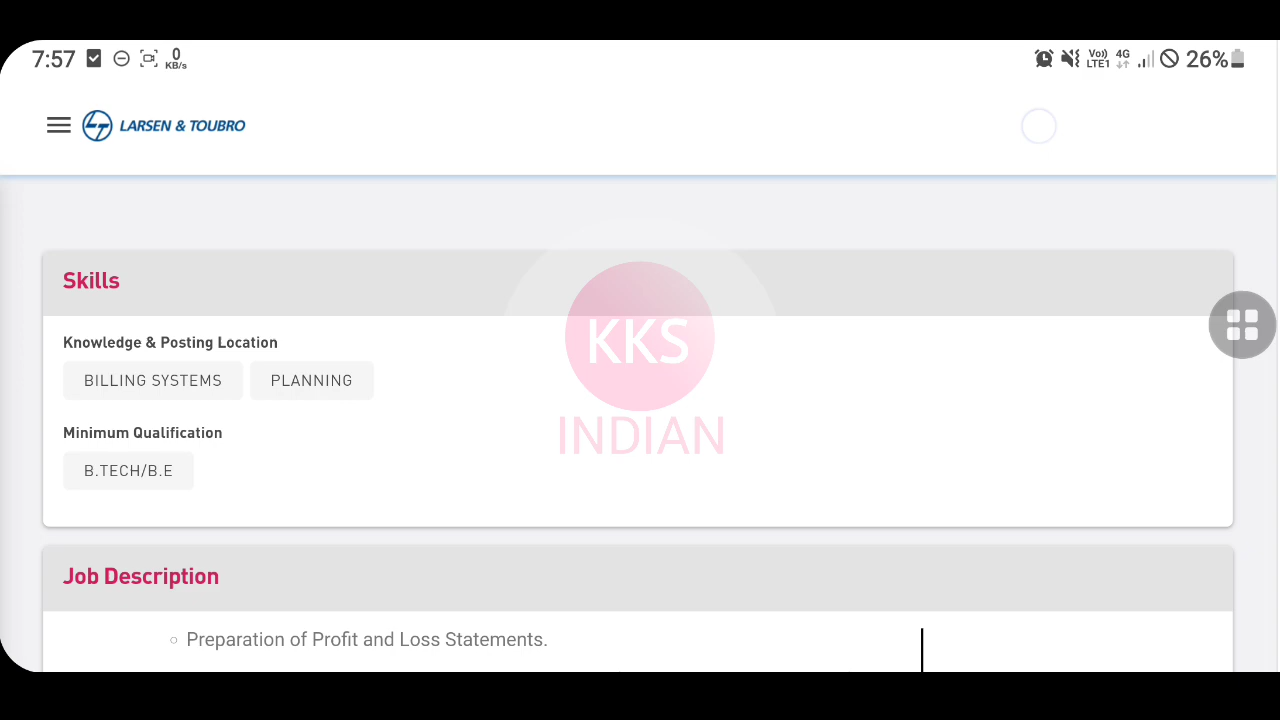 7:57 0 KB/s Vo)) LTE1 4G 26%
LARSEN & TOUBRO
Skills
Knowledge & Posting Location
BILLING SYSTEMS PLANNING
Minimum Qualification
B.TECH/B.E
KKS
INDIAN
Job Description
Preparation of Profit and Loss Statements.